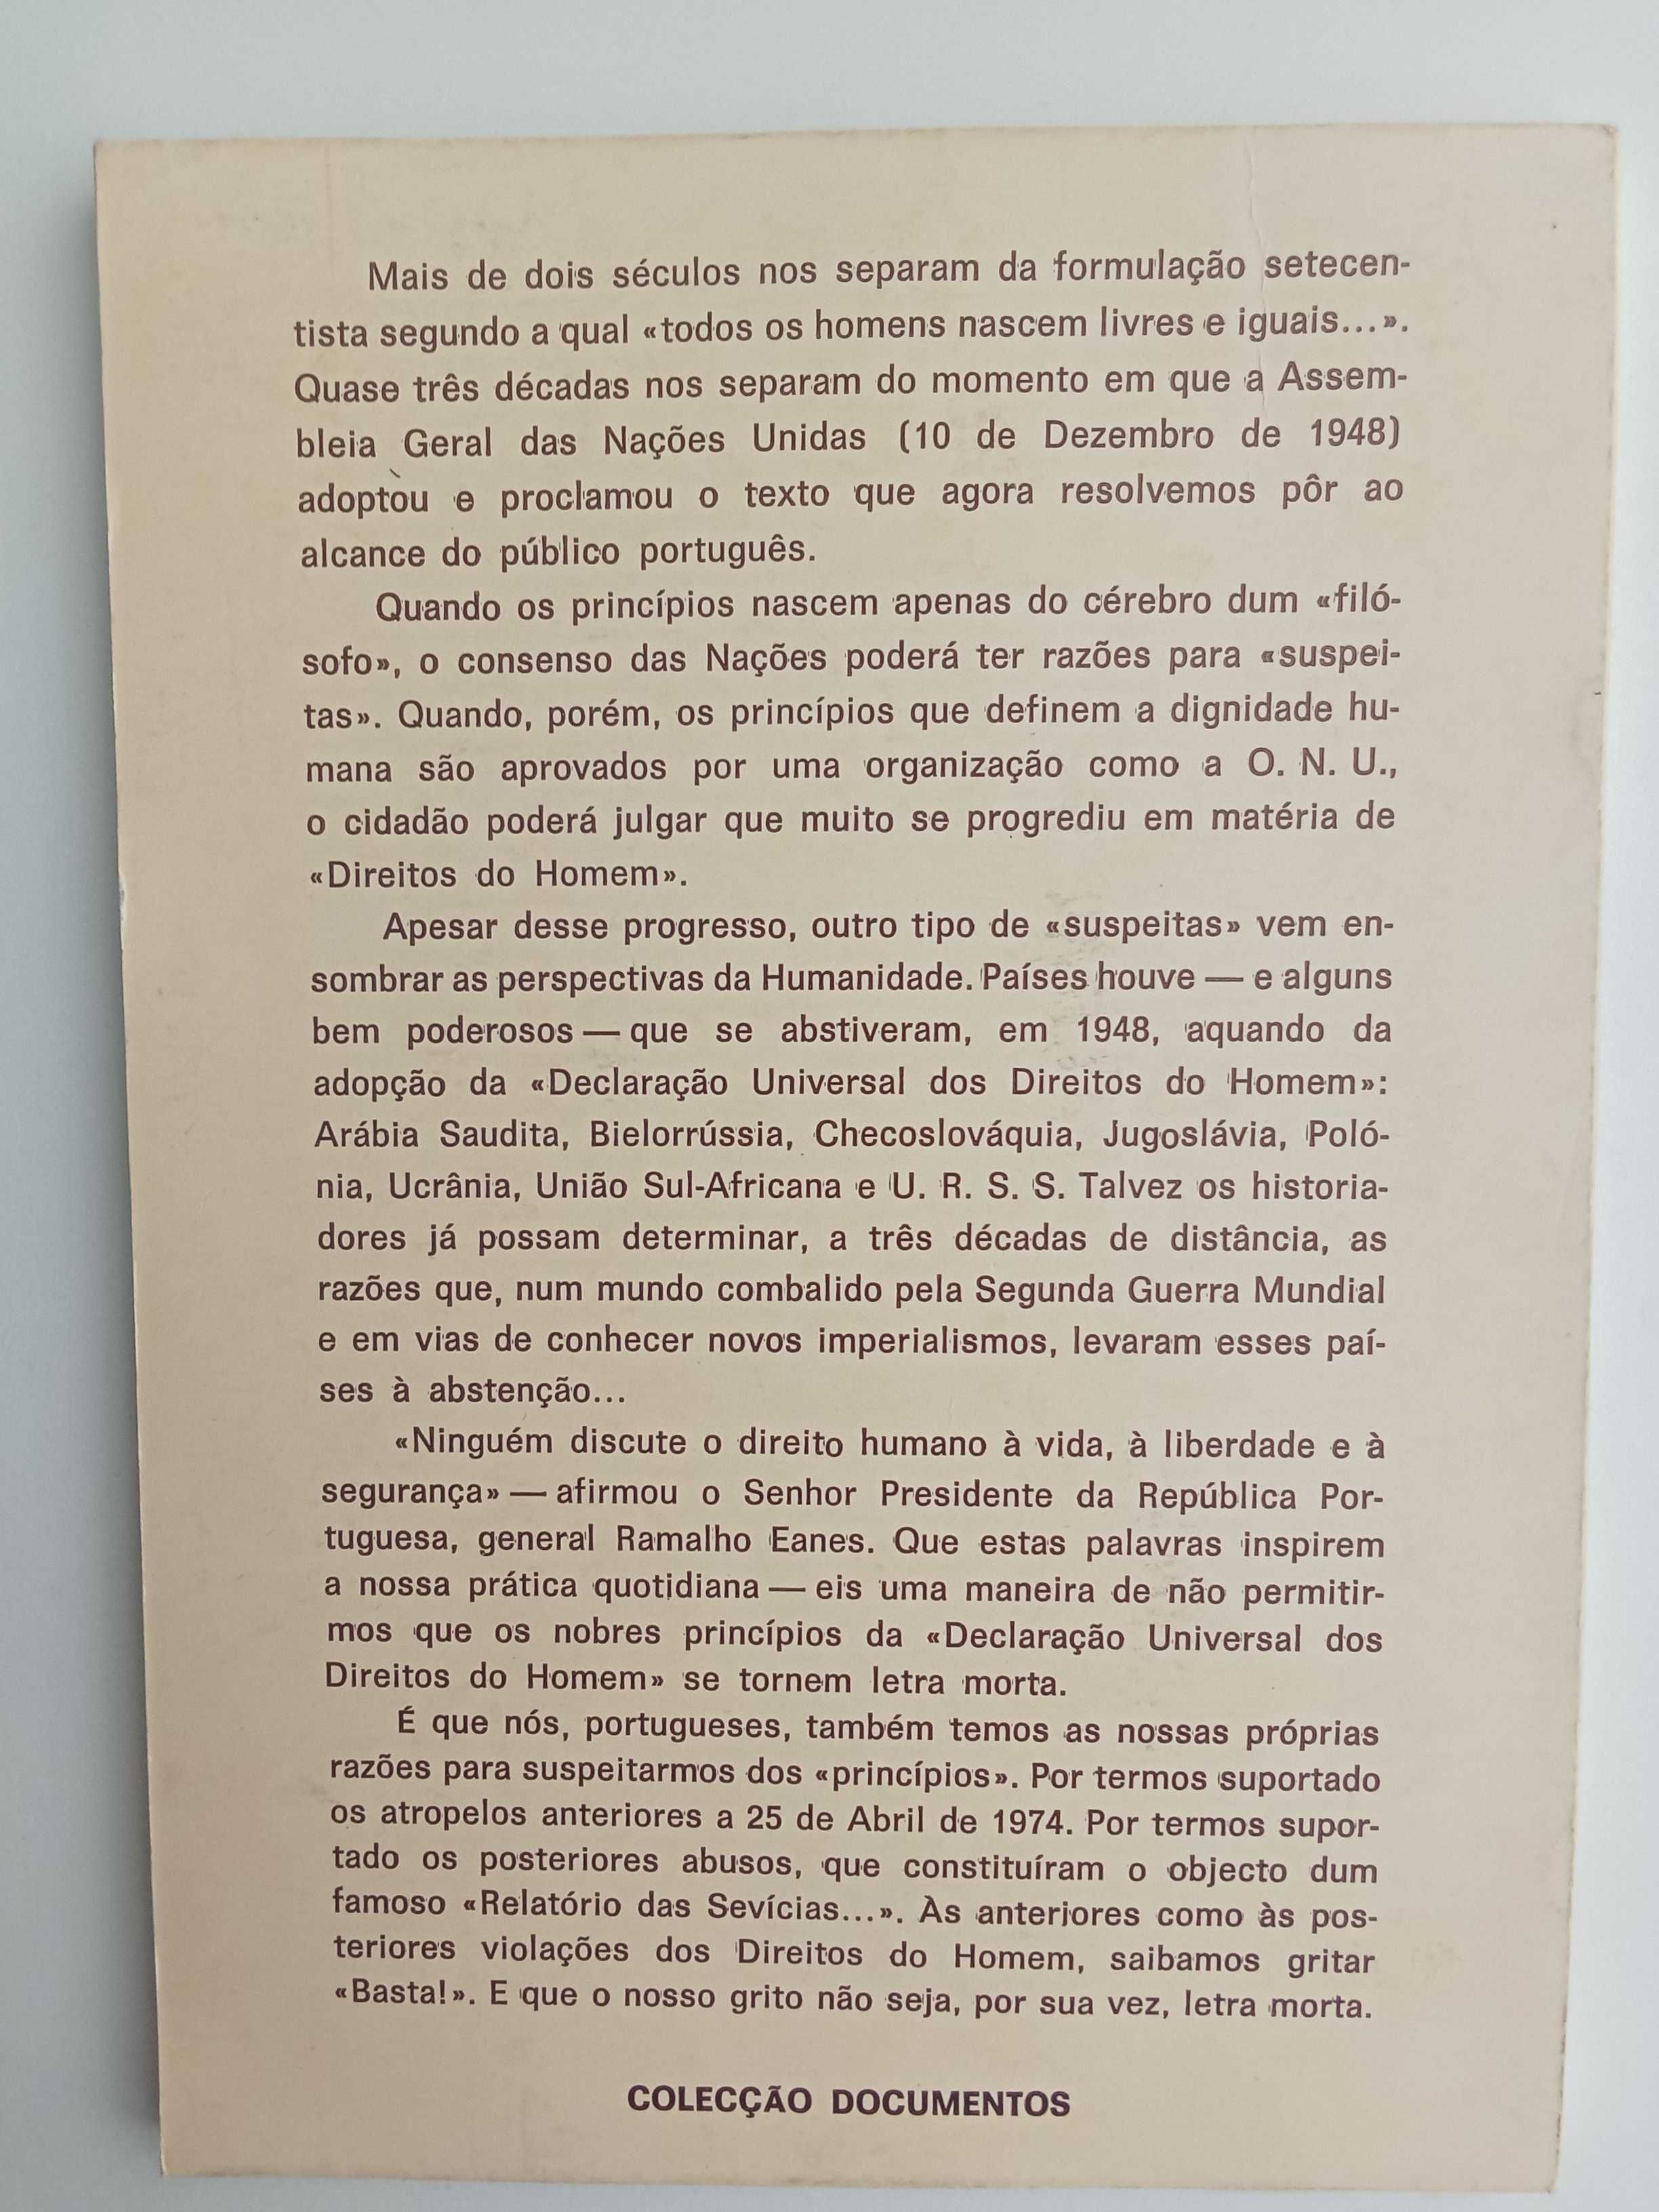 Mais de dois séculos nos separam da formulação setecen-
tista segundo a qual «todos os homens nascem livres e iguais...».
Quase três décadas nos separam do momento em que a Assem-
bleia Geral das Nações Unidas (10 de Dezembro de 1948)
adoptou e proclamou o texto que agora resolvemos pôr ao
alcance do público português.
Quando os princípios nascem apenas do cérebro dum «filó-
sofo», o consenso das Nações poderá ter razões para «suspei-
tas». Quando, porém, os princípios que definem a dignidade hu-
mana são aprovados por uma organização como a O. N. U.,
o cidadão poderá julgar que muito se progrediu em matéria de
«Direitos do Homem».
Apesar desse progresso, outro tipo de «suspeitas» vem en-
sombrar as perspectivas da Humanidade. Países houve — e alguns
bem poderosos — que se abstiveram, em 1948, aquando da
adopção da «Declaração Universal dos Direitos do Homem»:
Arábia Saudita, Bielorrússia, Checoslováquia, Jugoslávia, Poló-
nia, Ucrânia, União Sul-Africana e U. R. S. S. Talvez os historia-
dores já possam determinar, a três décadas de distância, as
razões que, num mundo combalido pela Segunda Guerra Mundial
e em vias de conhecer novos imperialismos, levaram esses paí-
ses à abstenção...
«Ninguém discute o direito humano à vida, à liberdade e à
segurança» — afirmou o Senhor Presidente da República Por-
tuguesa, general Ramalho Eanes. Que estas palavras inspirem
a nossa prática quotidiana — eis uma maneira de não permitir-
mos que os nobres princípios da «Declaração Universal dos
Direitos do Homem» se tornem letra morta.
É que nós, portugueses, também temos as nossas próprias
razões para suspeitarmos dos «princípios». Por termos suportado
os atropelos anteriores a 25 de Abril de 1974. Por termos supor-
tado os posteriores abusos, que constituíram o objecto dum
famoso «Relatório das Sevícias...». Às anteriores como às pos-
teriores violações dos Direitos do Homem, saibamos gritar
«Basta!». E que o nosso grito não seja, por sua vez, letra morta.
COLECÇÃO DOCUMENTOS